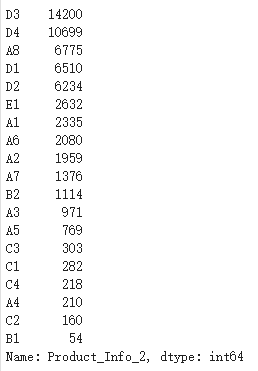 D3    14200
D4    10699
A8     6775
D1     6510
D2     6234
E1     2632
A1     2335
A6     2080
A2     1959
A7     1376
B2     1114
A3      971
A5      769
C3      303
C1      282
C4      218
A4      210
C2      160
B1       54
Name: Product_Info_2, dtype: int64